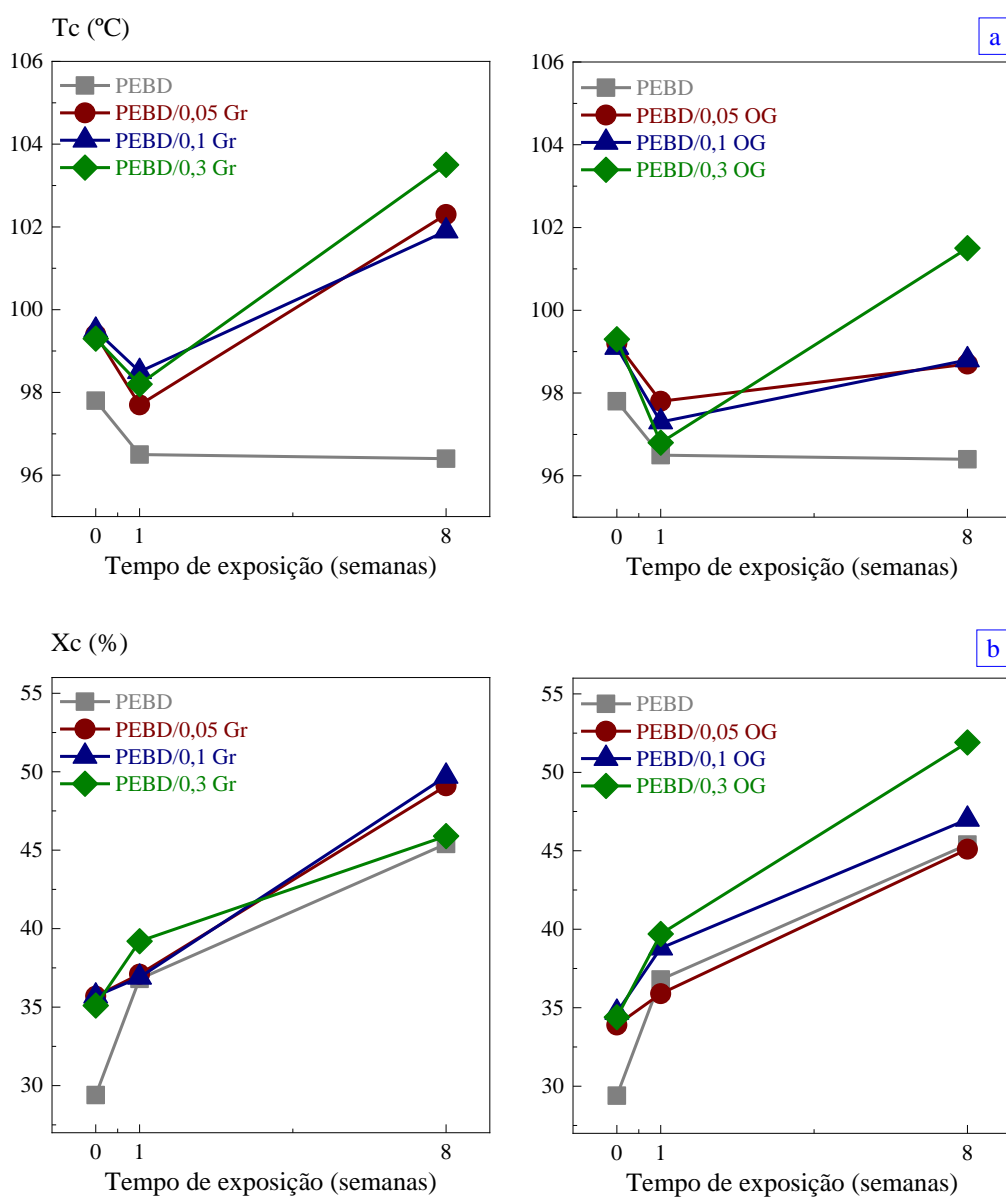 Tc (ºC)
a
106
104
102
100
98
96
PEBD
PEBD/0,05 Gr
PEBD/0,1 Gr
PEBD/0,3 Gr
0
1
8
Tempo de exposição (semanas)
106
104
102
100
98
96
PEBD
PEBD/0,05 OG
PEBD/0,1 OG
PEBD/0,3 OG
0
1
8
Tempo de exposição (semanas)
Xc (%)
b
55
50
45
40
35
30
PEBD
PEBD/0,05 Gr
PEBD/0,1 Gr
PEBD/0,3 Gr
0
1
8
Tempo de exposição (semanas)
55
50
45
40
35
30
PEBD
PEBD/0,05 OG
PEBD/0,1 OG
PEBD/0,3 OG
0
1
8
Tempo de exposição (semanas)